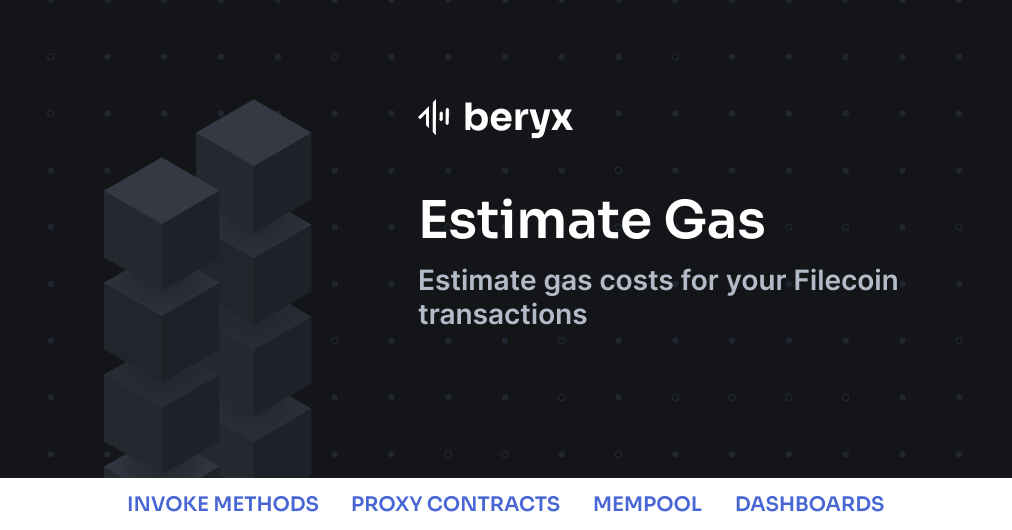 beryx
Estimate Gas
Estimate gas costs for your Filecoin
transactions
INVOKE METHODS PROXY CONTRACTS MEMPOOL DASHBOARDS